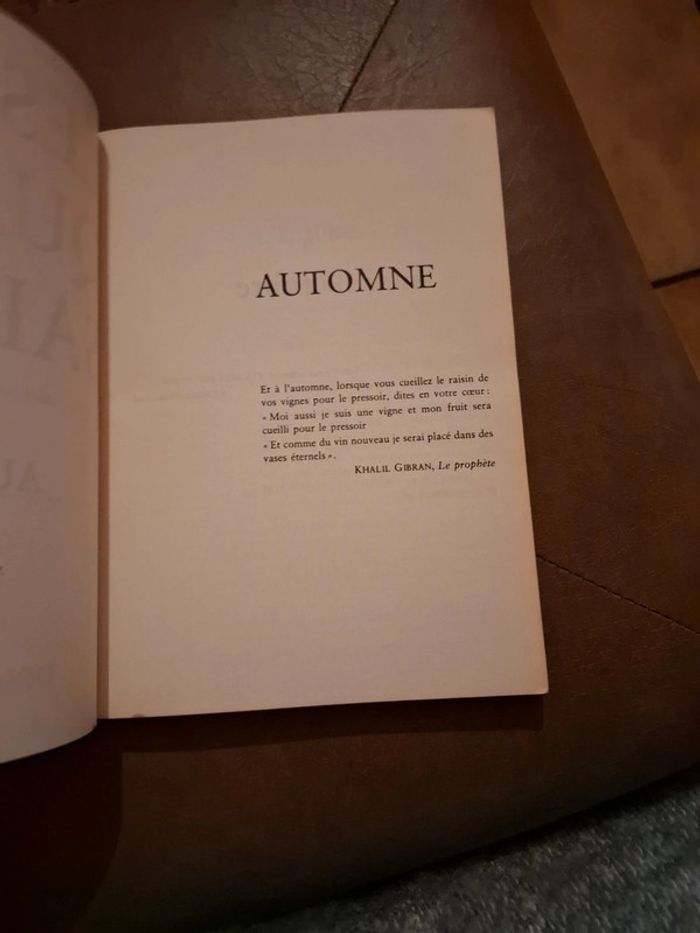 AUTOMNE
Et à l'automne, lorsque vous cueillez le raisin de
vos vignes pour le pressoir, dites en votre cœur :
« Moi aussi je suis une vigne et mon fruit sera
cueilli pour le pressoir
« Et comme du vin nouveau je serai placé dans des
vases éternels ».
KHALIL GIBRAN, Le prophète